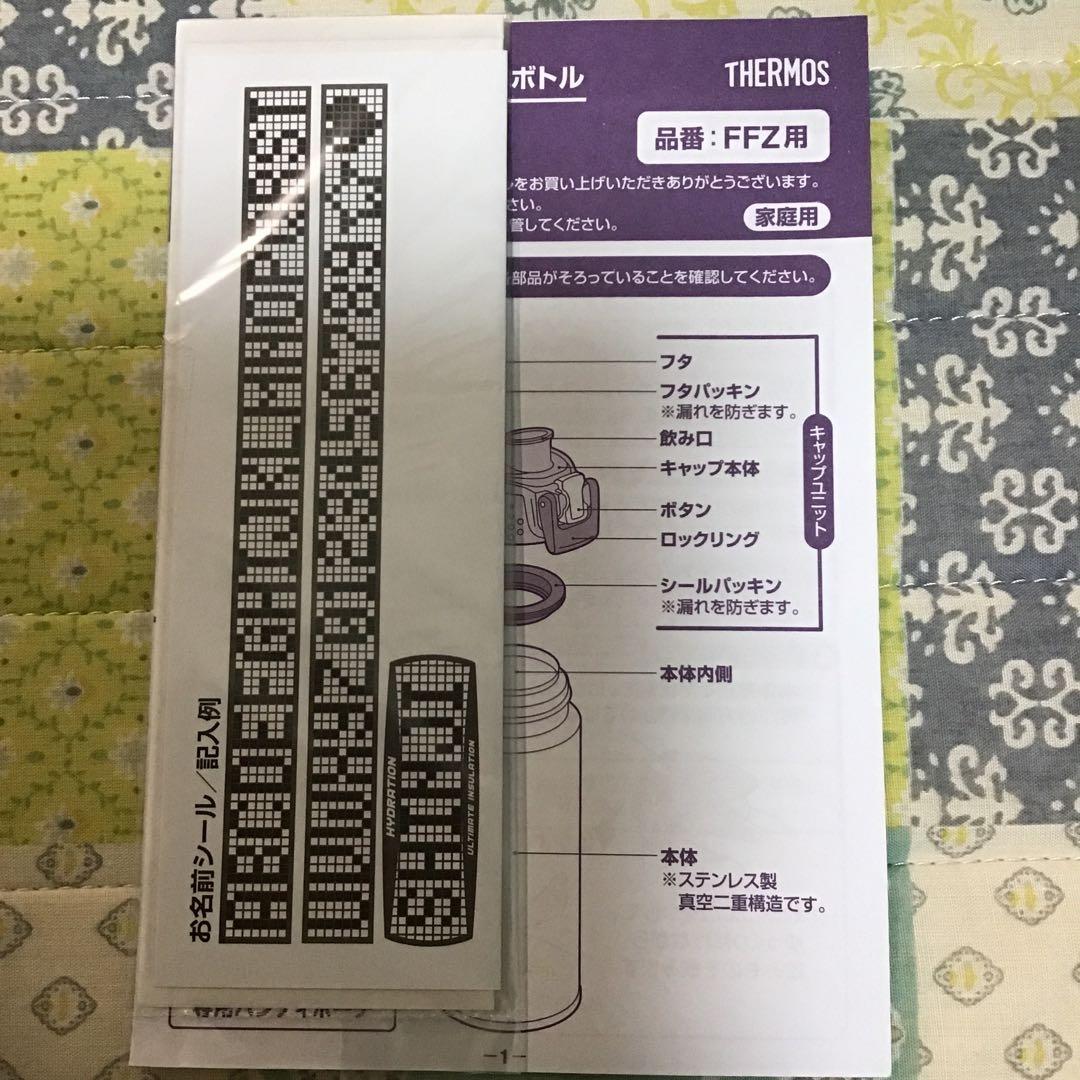 ボトル
THERMOS
品番：FFZ用
をお買い上げいただきありがとうございます。
さい。
管してください。
家庭用
部品がそろっていることを確認してください。
フタ
フタパッキン
※漏れを防ぎます。
飲み口
キャップ本体
ボタン
ロックリング
シールパッキン
※漏れを防ぎます。
キャップユニット
本体内側
本体
※ステンレス製
真空二重構造です。
お名前シール／記入例
ABCDEFGHIJKLMNOPQRST
UVWXYZ
HYDRATION
ULTIMATE INSULATION
−1−